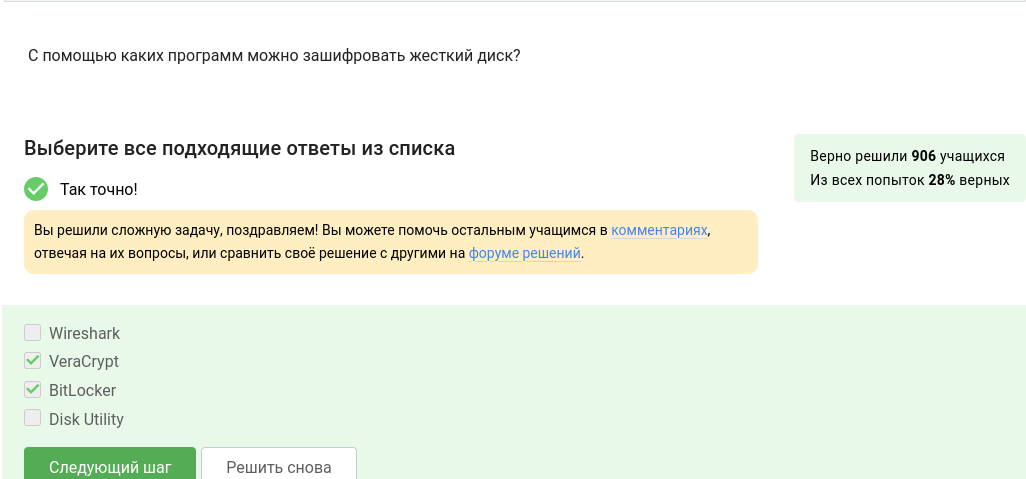 С помощью каких программ можно зашифровать жесткий диск?
Выберите все подходящие ответы из списка
Верно решили 906 учащихся
Из всех попыток 28% верных
Так точно!
Вы решили сложную задачу, поздравляем! Вы можете помочь остальным учащимся в комментариях,
отвечая на их вопросы, или сравнить своё решение с другими на форуме решений.
Wireshark
VeraCrypt
BitLocker
Disk Utility
Следующий шаг
Решить снова